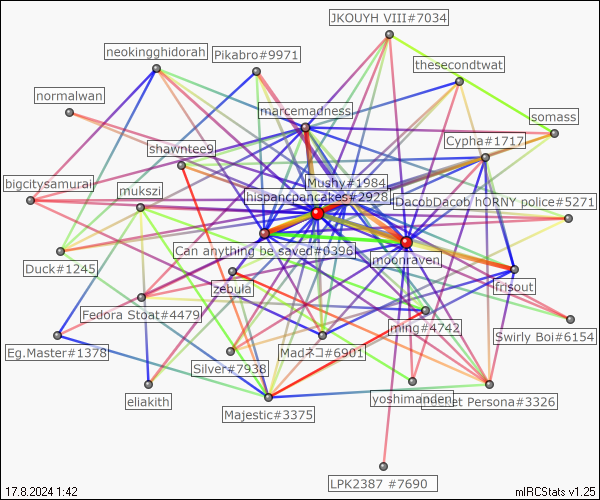 JKOUYH VIII#7034
neokingghidorah
Pikabro#9971
thesecondtwat
normalwan
marcemadness
somass
shawntee9
Cypha#1717
bigcitysamurai
mukszi
Mushy#1984
hispancpancakes#2928
DacobDacob
hORNY police#5271
Can anything be saved#0396
moonraven
Duck#1245
zebula
frisout
Fedora Stoat#4479
ming#4742
Swirly Boi#6154
Eg.Master#1378
Madネコ#6901
Silver#7938
eliakith
yoshimanden
Persona#3326
Majestic#3375
LPK2387 #7690
17.8.2024 1:42
mIRCStats v1.25